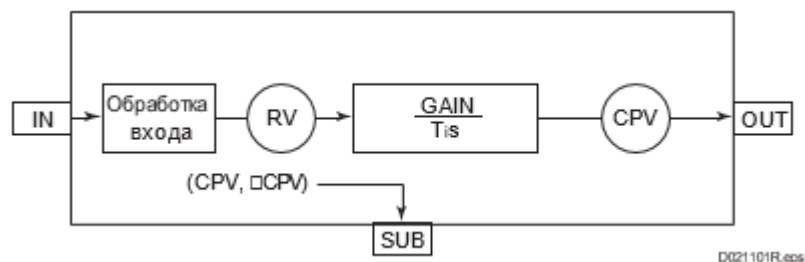 IN
Обработка
входа
RV
GAIN
Tis
CPV
OUT
(CPV, □CPV)
SUB
D021101R.eps